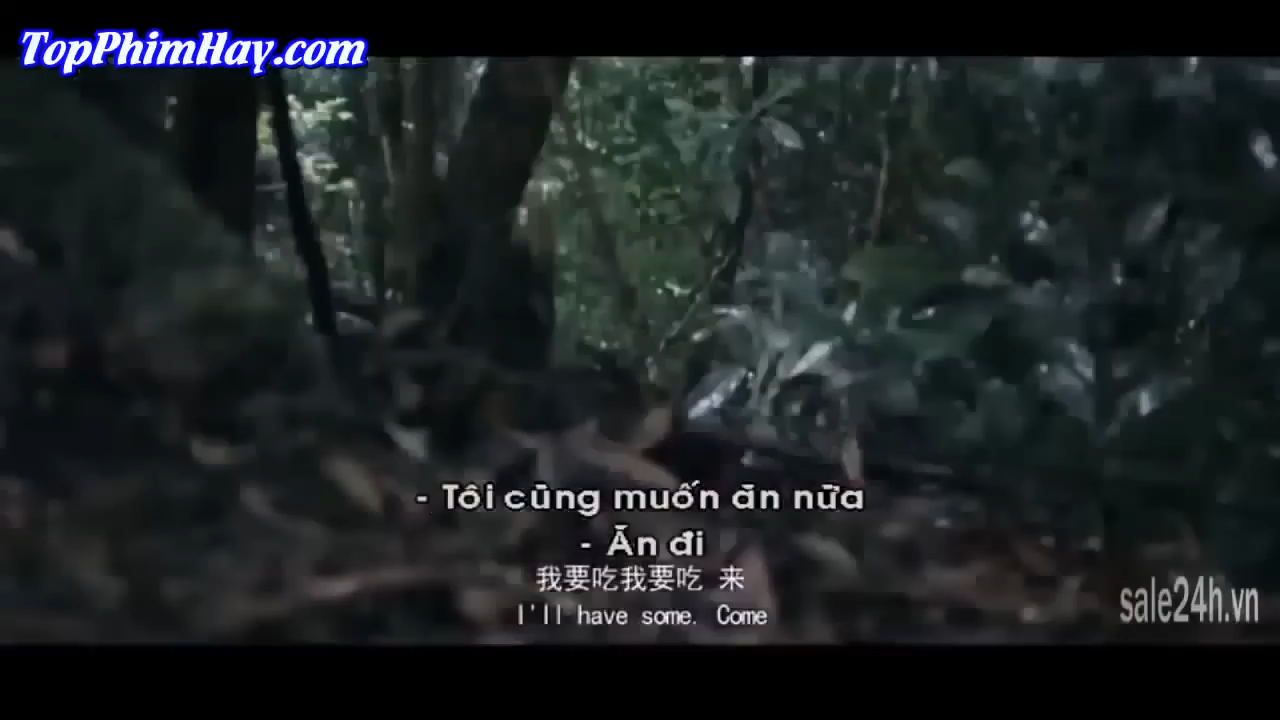 TopPhimHay.com
- Tôi cũng muốn ăn nữa
- Ăn đi
我要吃我要吃 来
I'll have some. Come
sale24h.vn